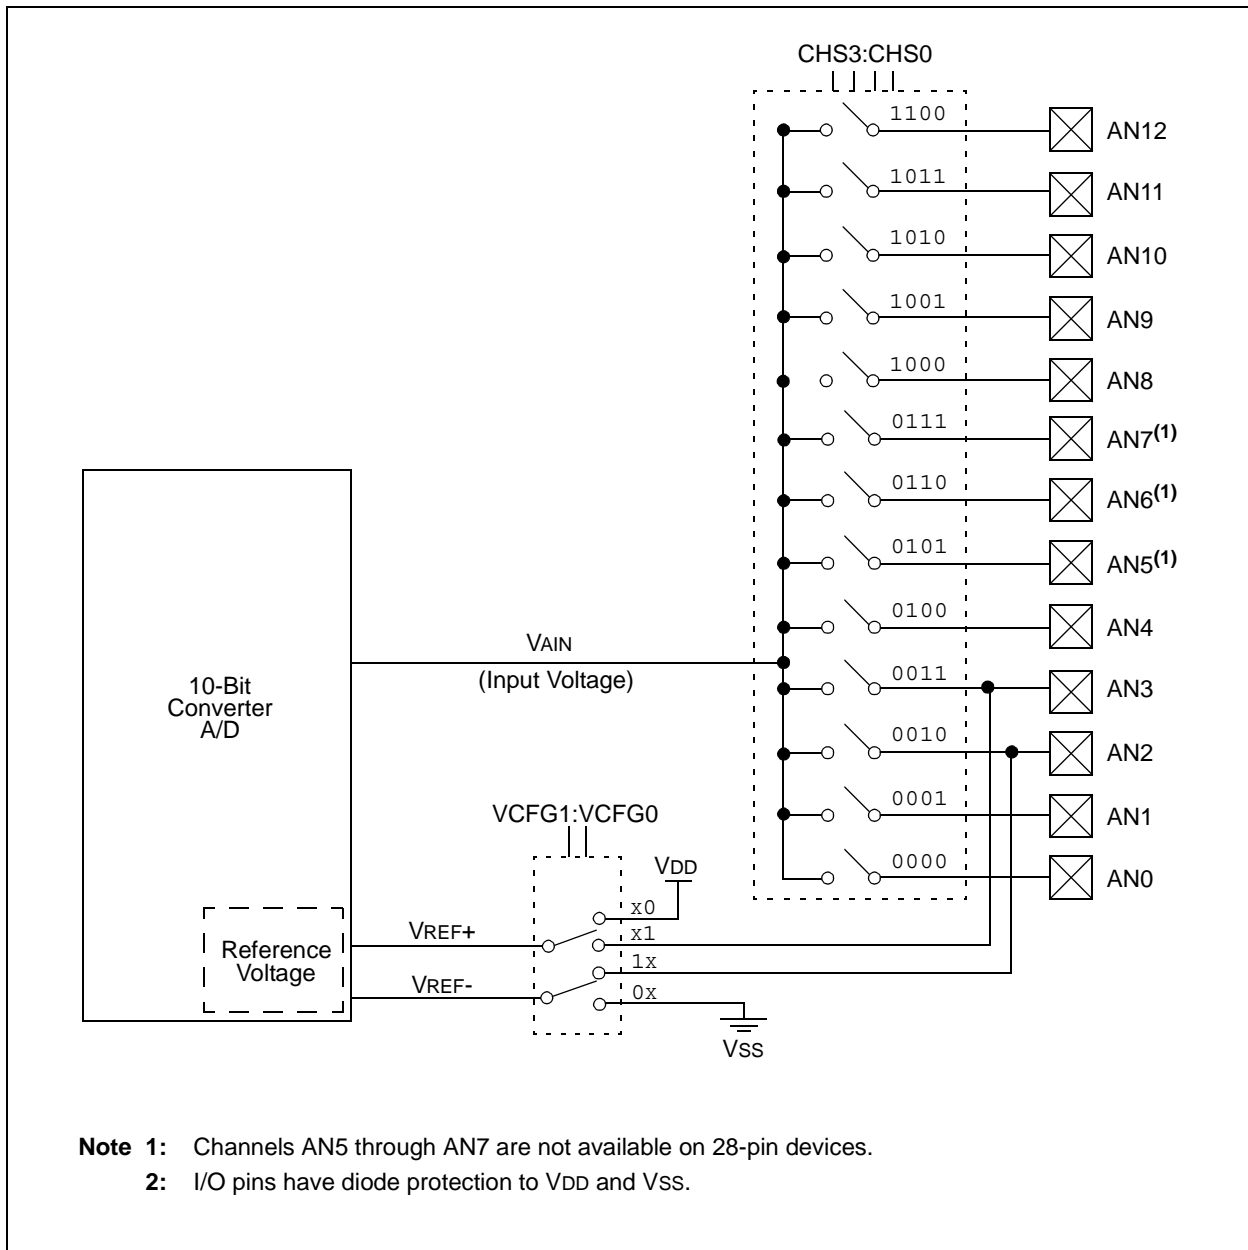 CHS3:CHS0
1100
AN12
1011
AN11
1010
AN10
1001
AN9
1000
AN8
0111
AN7(1)
0110
AN6(1)
0101
AN5(1)
0100
AN4
VAIN
(Input Voltage)
0011
AN3
10-Bit
Converter
A/D
0010
AN2
VCFG1:VCFG0
0001
AN1
VDD
0000
AN0
x0
VREF+
x1
Reference
Voltage
1x
VREF-
0x
VSS
Note 1: Channels AN5 through AN7 are not available on 28-pin devices.
2: I/O pins have diode protection to VDD and VSS.